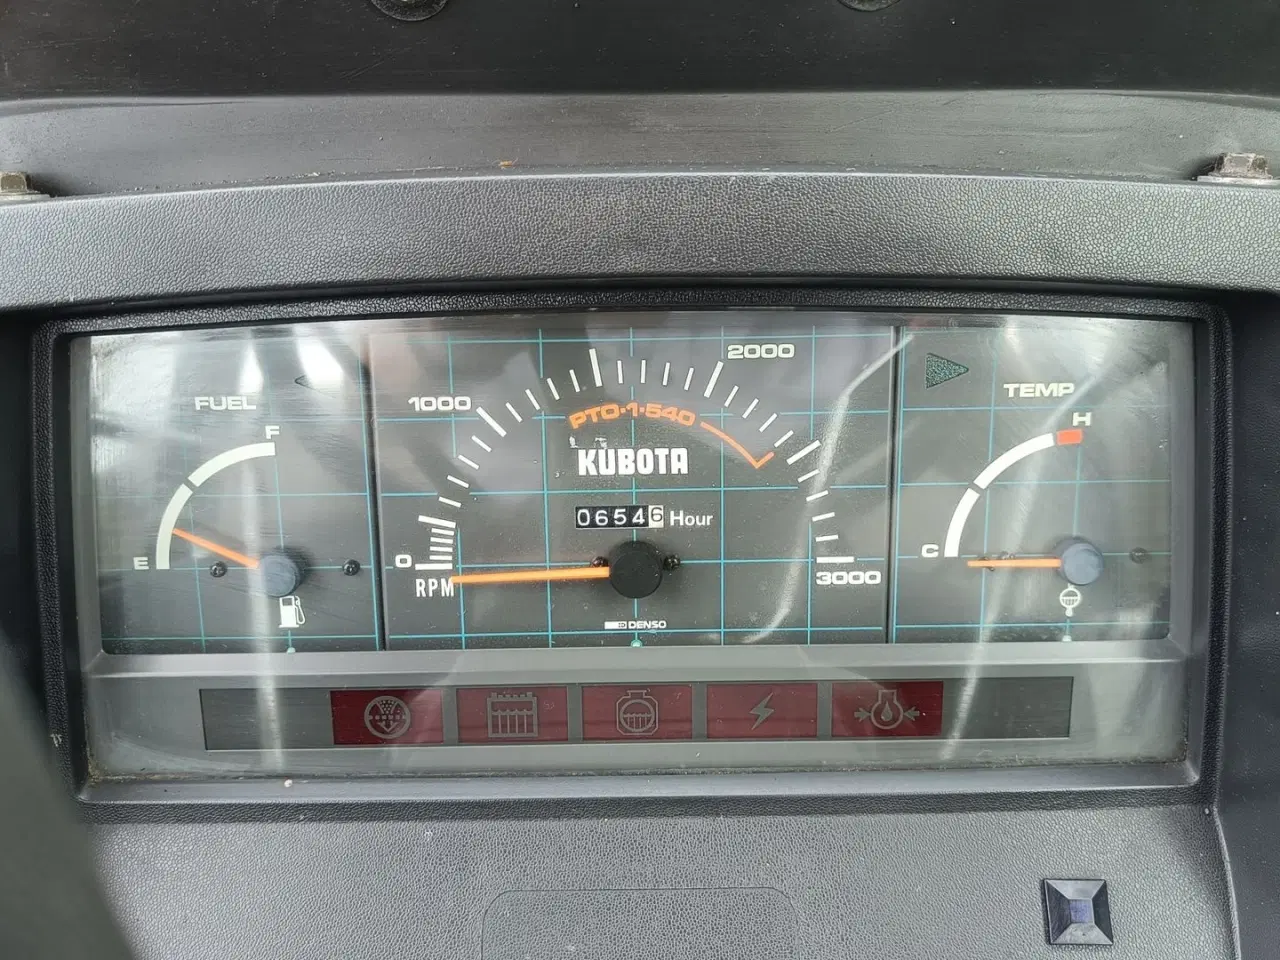 2000
FUEL
TEMP
1000
PTO-1-540
F
H
KUBOTA
06546 Hour
E
0
C
RPM
3000
DENSO